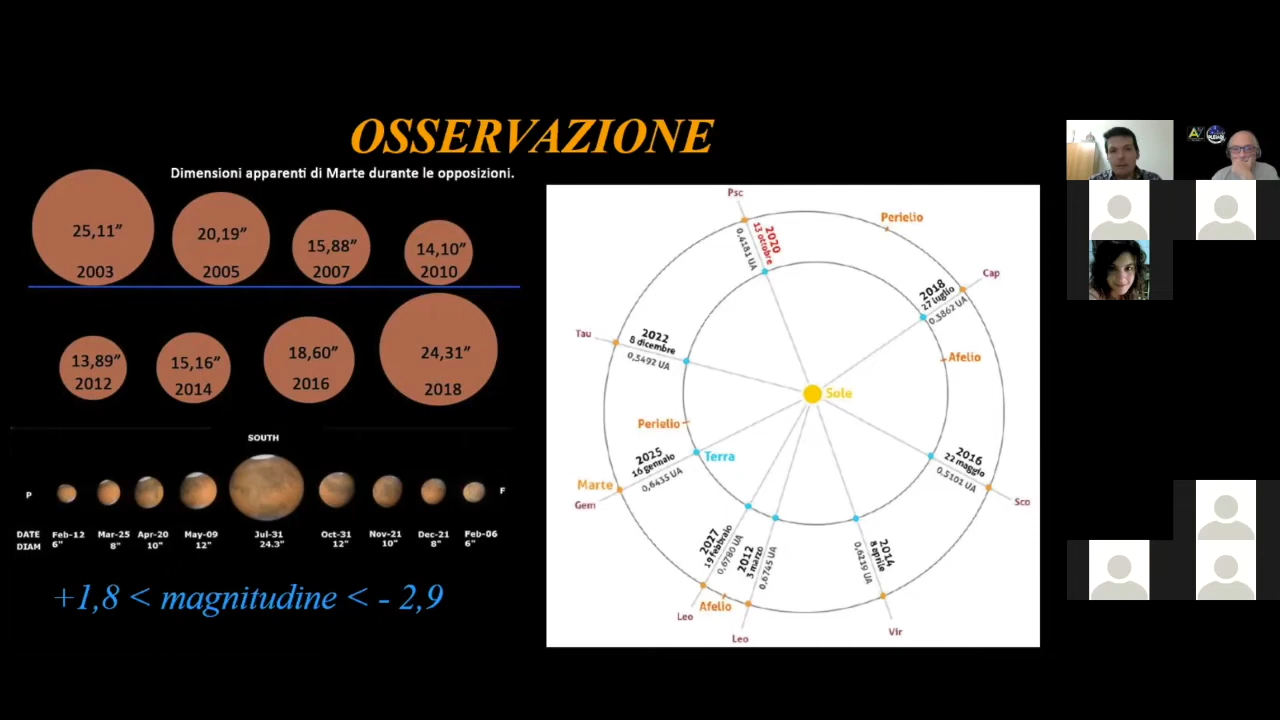 OSSERVAZIONE
Dimensioni apparenti di Marte durante le opposizioni.
25,11”
2003
20,19”
2005
15,88”
2007
14,10”
2010
13,89”
2012
15,16”
2014
18,60”
2016
24,31”
2018
SOUTH
P
F
DATE Feb-12 Mar-25 Apr-20 May-09 Jul-31 Oct-31 Nov-21 Dec-21 Feb-06
DIAM 6" 8" 10" 12" 24.3" 12" 10" 8" 6"
+1,8 < magnitudine < - 2,9
Psc
2020
13 ottobre
0,4181 UA
Perielio
Cap
2018
27 luglio
0,3862 UA
Afelio
Tau
2022
8 dicembre
0,5492 UA
Sole
Perielio
Terra
2025
16 gennaio
0,6435 UA
Marte
Gem
2016
22 maggio
0,5101 UA
Sco
2027
19 febbraio
0,6780 UA
Leo
Afelio
2012
3 marzo
0,6745 UA
Leo
2014
8 aprile
0,6219 UA
Vir